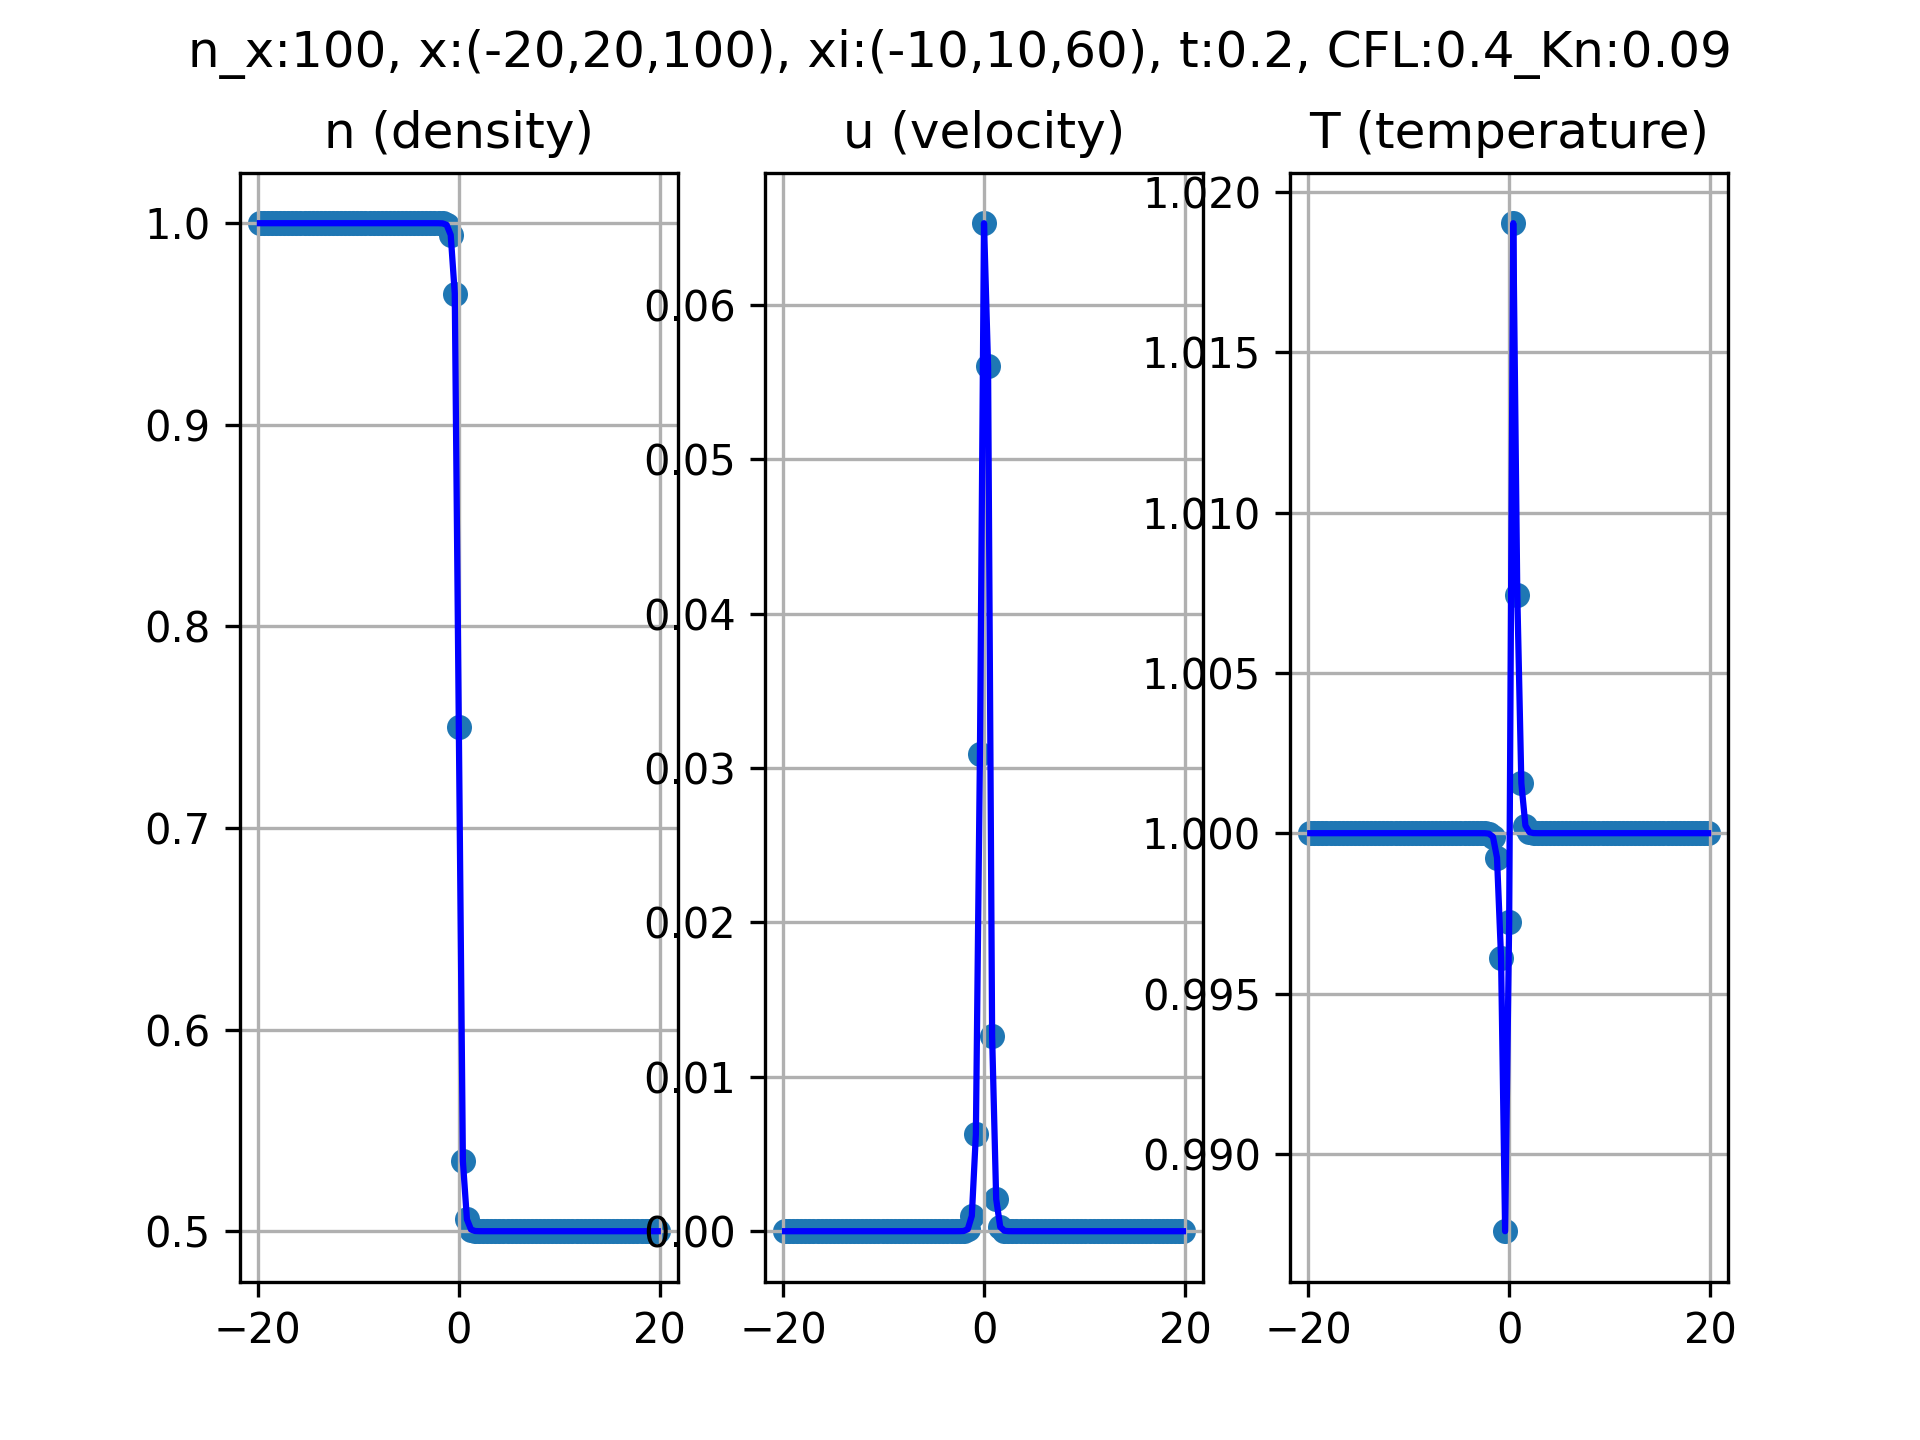 n_x:100, x:(-20,20,100), xi:(-10,10,60), t:0.2, CFL:0.4_Kn:0.09
n (density)
1.0
0.9
0.8
0.7
0.6
0.5
−20 0 20
u (velocity)
0.06
0.05
0.04
0.03
0.02
0.01
0.00
−20 0 20
T (temperature)
1.020
1.015
1.010
1.005
1.000
0.995
0.990
−20 0 20